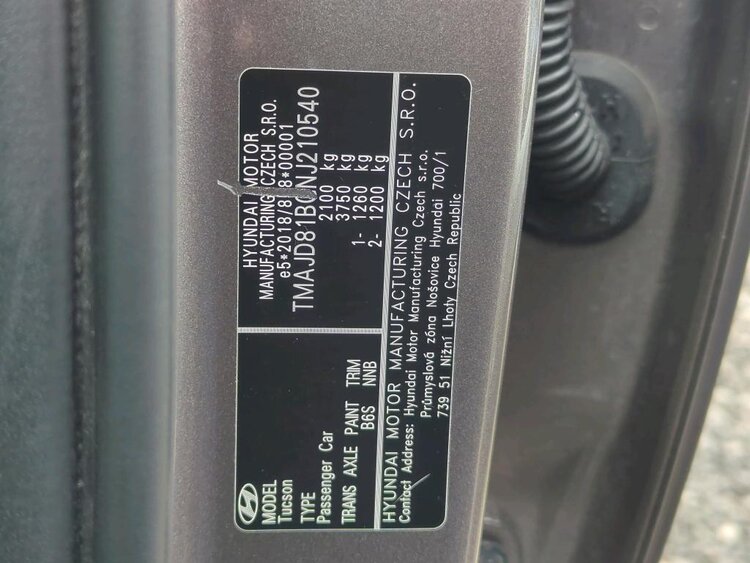 HYUNDAI MOTOR
MANUFACTURING CZECH S.R.O.
2100 kg
3750 kg
1- 1260 kg
2- 1200 kg
MODEL
Tucson
TYPE
Passenger Car
TRANS AXLE PAINT TRIM
B6S NNB
HYUNDAI MOTOR MANUFACTURING CZECH S.R.O.
Contact Address: Hyundai Motor Manufacturing Czech s.r.o.
Průmyslová zóna Nošovice Hyundai 700/1
739 51 Nižní Lhoty Czech Republic